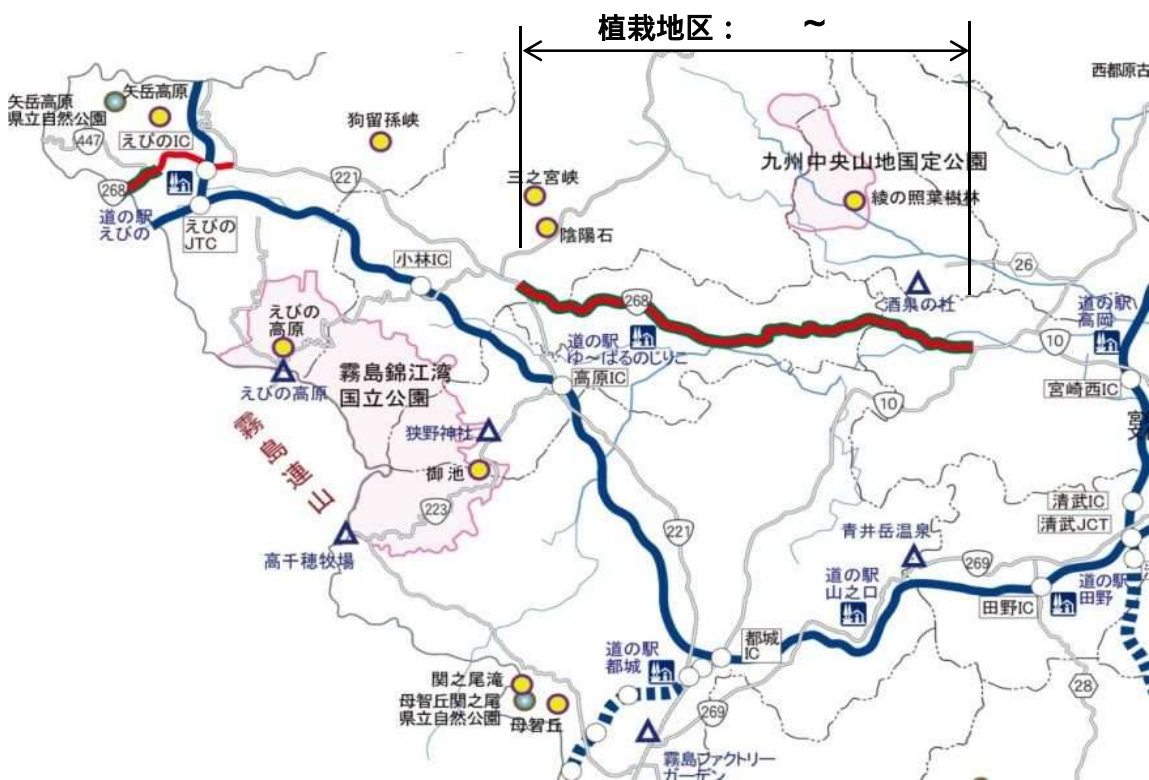 植栽地区： ～
西都原古
矢岳高原
矢岳高原
県立自然公園
えびのIC
447
268
道の駅
えびの
えびの
JTC
狗留孫峡
221
三之宮峡
陰陽石
九州中央山地国定公園
綾の照葉樹林
小林IC
268
酒泉の杜
26
道の駅
高岡
10
宮崎西IC
道の駅
ゆ～ぱるのじりこ
高原IC
えびの
高原
えびの高原
霧島錦江湾
国立公園
霧島連山
狭野神社
御池
223
高千穂牧場
10
221
清武IC
清武JCT
青井岳温泉
269
道の駅
山之口
田野IC
道の駅
田野
都城
IC
道の駅
都城
関之尾滝
母智丘関之尾
県立自然公園
母智丘
269
28
霧島ファクトリー
ガーデン